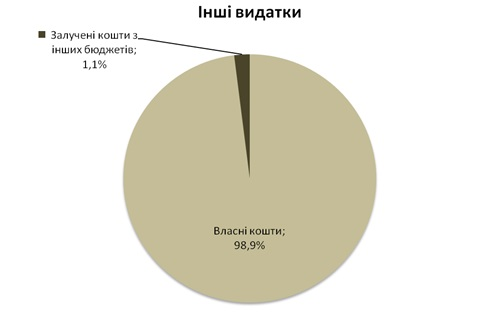 Інші видатки
Залучені кошти з
інших бюджетів;
1,1%
Власні кошти;
98,9%